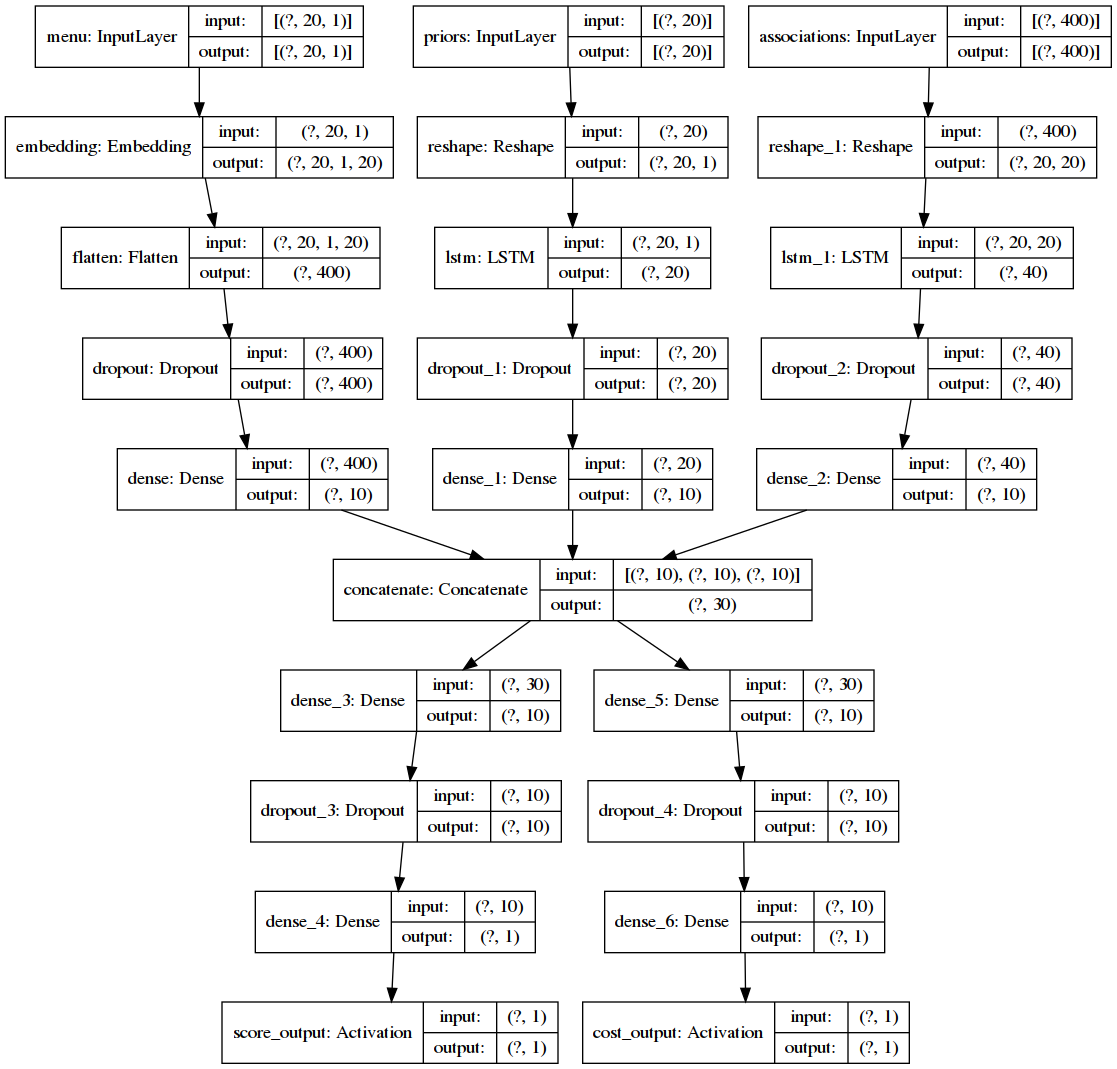 menu: InputLayer
input: [(?, 20, 1)]
output: [(?, 20, 1)]
priors: InputLayer
input: [(?, 20)]
output: [(?, 20)]
associations: InputLayer
input: [(?, 400)]
output: [(?, 400)]
embedding: Embedding
input: (?, 20, 1)
output: (?, 20, 1, 20)
reshape: Reshape
input: (?, 20)
output: (?, 20, 1)
reshape_1: Reshape
input: (?, 400)
output: (?, 20, 20)
flatten: Flatten
input: (?, 20, 1, 20)
output: (?, 400)
lstm: LSTM
input: (?, 20, 1)
output: (?, 20)
lstm_1: LSTM
input: (?, 20, 20)
output: (?, 40)
dropout: Dropout
input: (?, 400)
output: (?, 400)
dropout_1: Dropout
input: (?, 20)
output: (?, 20)
dropout_2: Dropout
input: (?, 40)
output: (?, 40)
dense: Dense
input: (?, 400)
output: (?, 10)
dense_1: Dense
input: (?, 20)
output: (?, 10)
dense_2: Dense
input: (?, 40)
output: (?, 10)
concatenate: Concatenate
input: [(?, 10), (?, 10), (?, 10)]
output: (?, 30)
dense_3: Dense
input: (?, 30)
output: (?, 10)
dense_5: Dense
input: (?, 30)
output: (?, 10)
dropout_3: Dropout
input: (?, 10)
output: (?, 10)
dropout_4: Dropout
input: (?, 10)
output: (?, 10)
dense_4: Dense
input: (?, 10)
output: (?, 1)
dense_6: Dense
input: (?, 10)
output: (?, 1)
score_output: Activation
input: (?, 1)
output: (?, 1)
cost_output: Activation
input: (?, 1)
output: (?, 1)